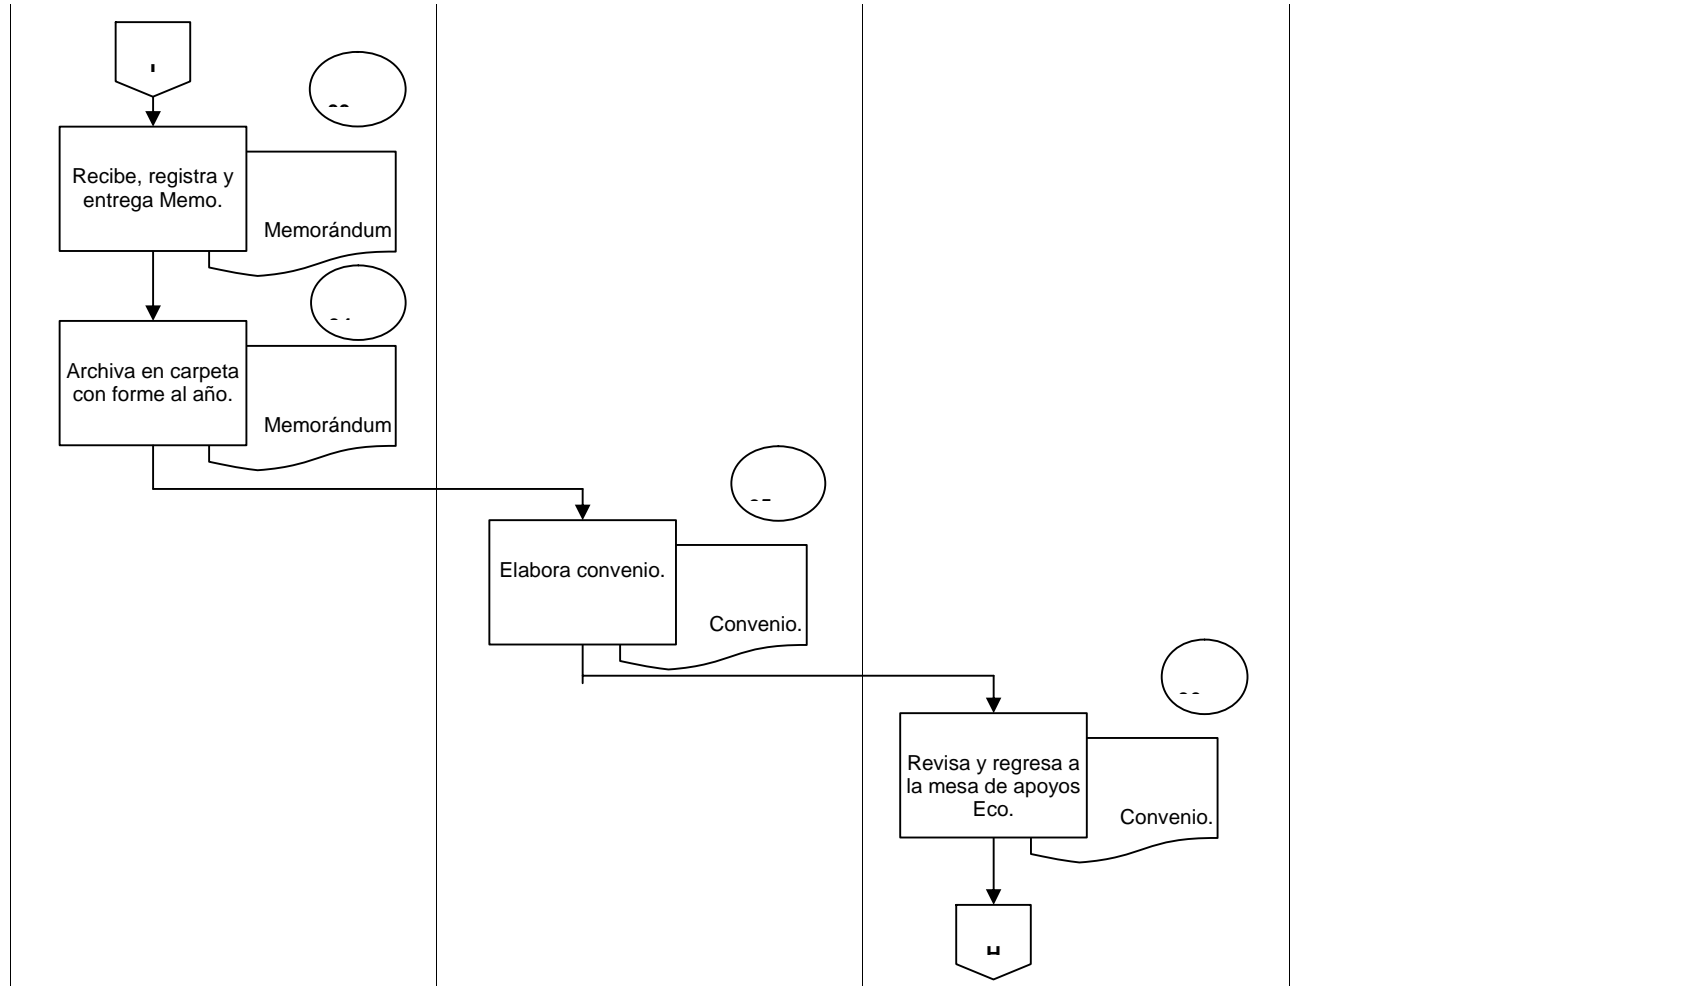 Recibe, registra y
entrega Memo.
Memorándum
Archiva en carpeta
con forme al año.
Memorándum
Elabora convenio.
Convenio.
Revisa y regresa a
la mesa de apoyos
Eco.
Convenio.